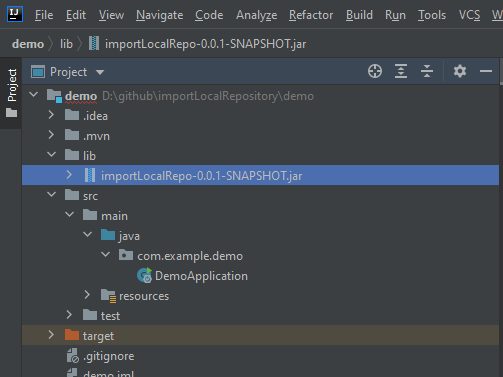 IJ File Edit View Navigate Code Analyze Refactor Build Run Tools VCS W
demo lib importLocalRepo-0.0.1-SNAPSHOT.jar
Project
Project
demo D:\github\importLocalRepository\demo
.idea
.mvn
lib
importLocalRepo-0.0.1-SNAPSHOT.jar
src
main
java
com.example.demo
DemoApplication
resources
test
target
.gitignore
demo.iml